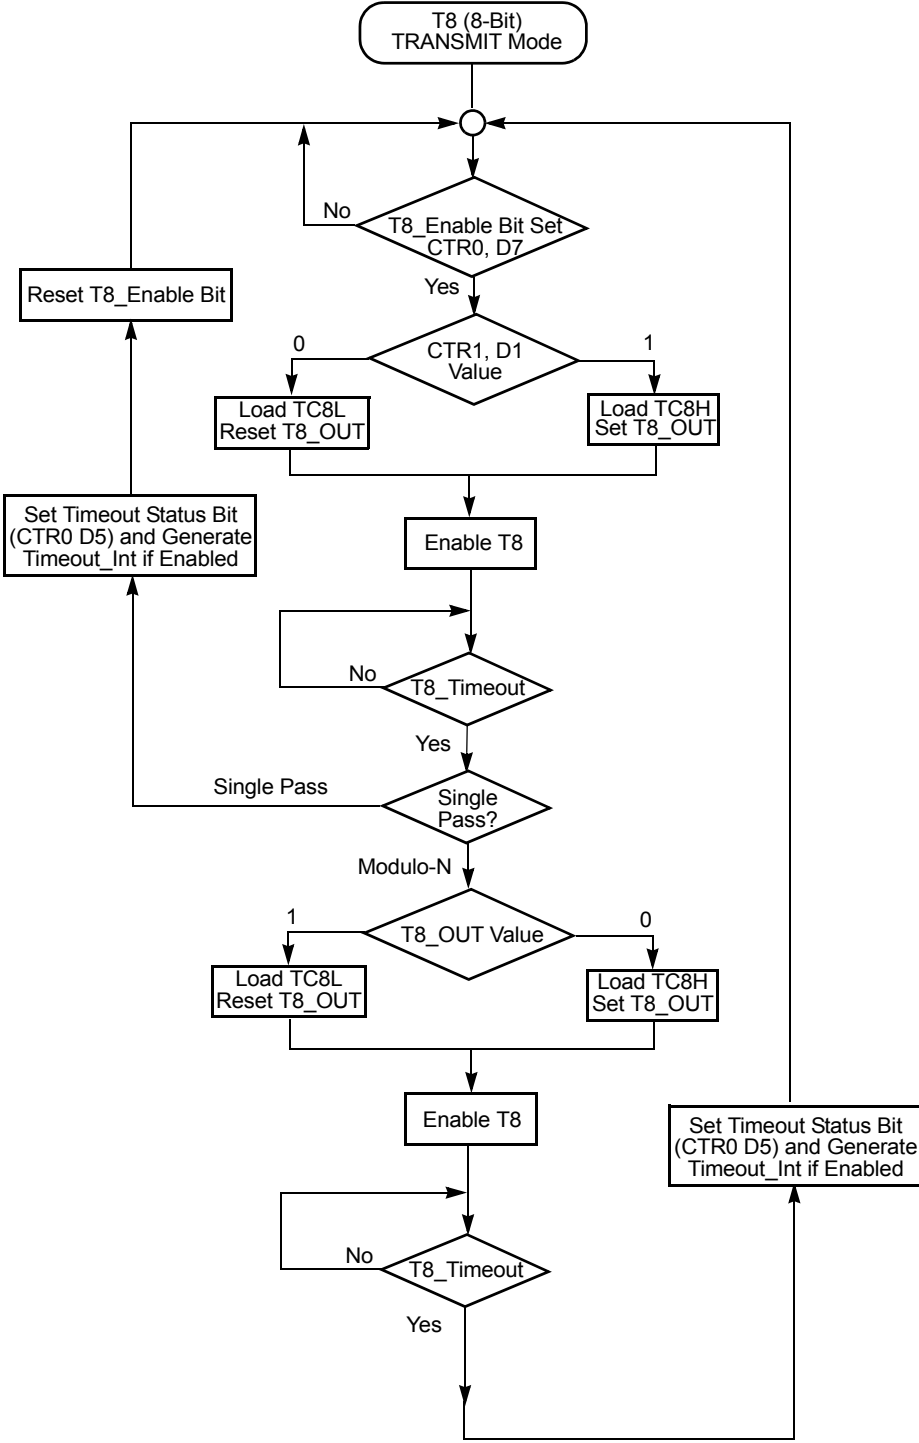 T8 (8-Bit)
TRANSMIT Mode
No
T8_Enable Bit Set
CTR0, D7
Yes
Reset T8_Enable Bit
0
CTR1, D1
Value
1
Load TC8L
Reset T8_OUT
Load TC8H
Set T8_OUT
Set Timeout Status Bit
(CTR0 D5) and Generate
Timeout_Int if Enabled
Enable T8
No
T8_Timeout
Yes
Single Pass
Single
Pass?
Modulo-N
1
T8_OUT Value
0
Load TC8L
Reset T8_OUT
Load TC8H
Set T8_OUT
Enable T8
Set Timeout Status Bit
(CTR0 D5) and Generate
Timeout_Int if Enabled
No
T8_Timeout
Yes